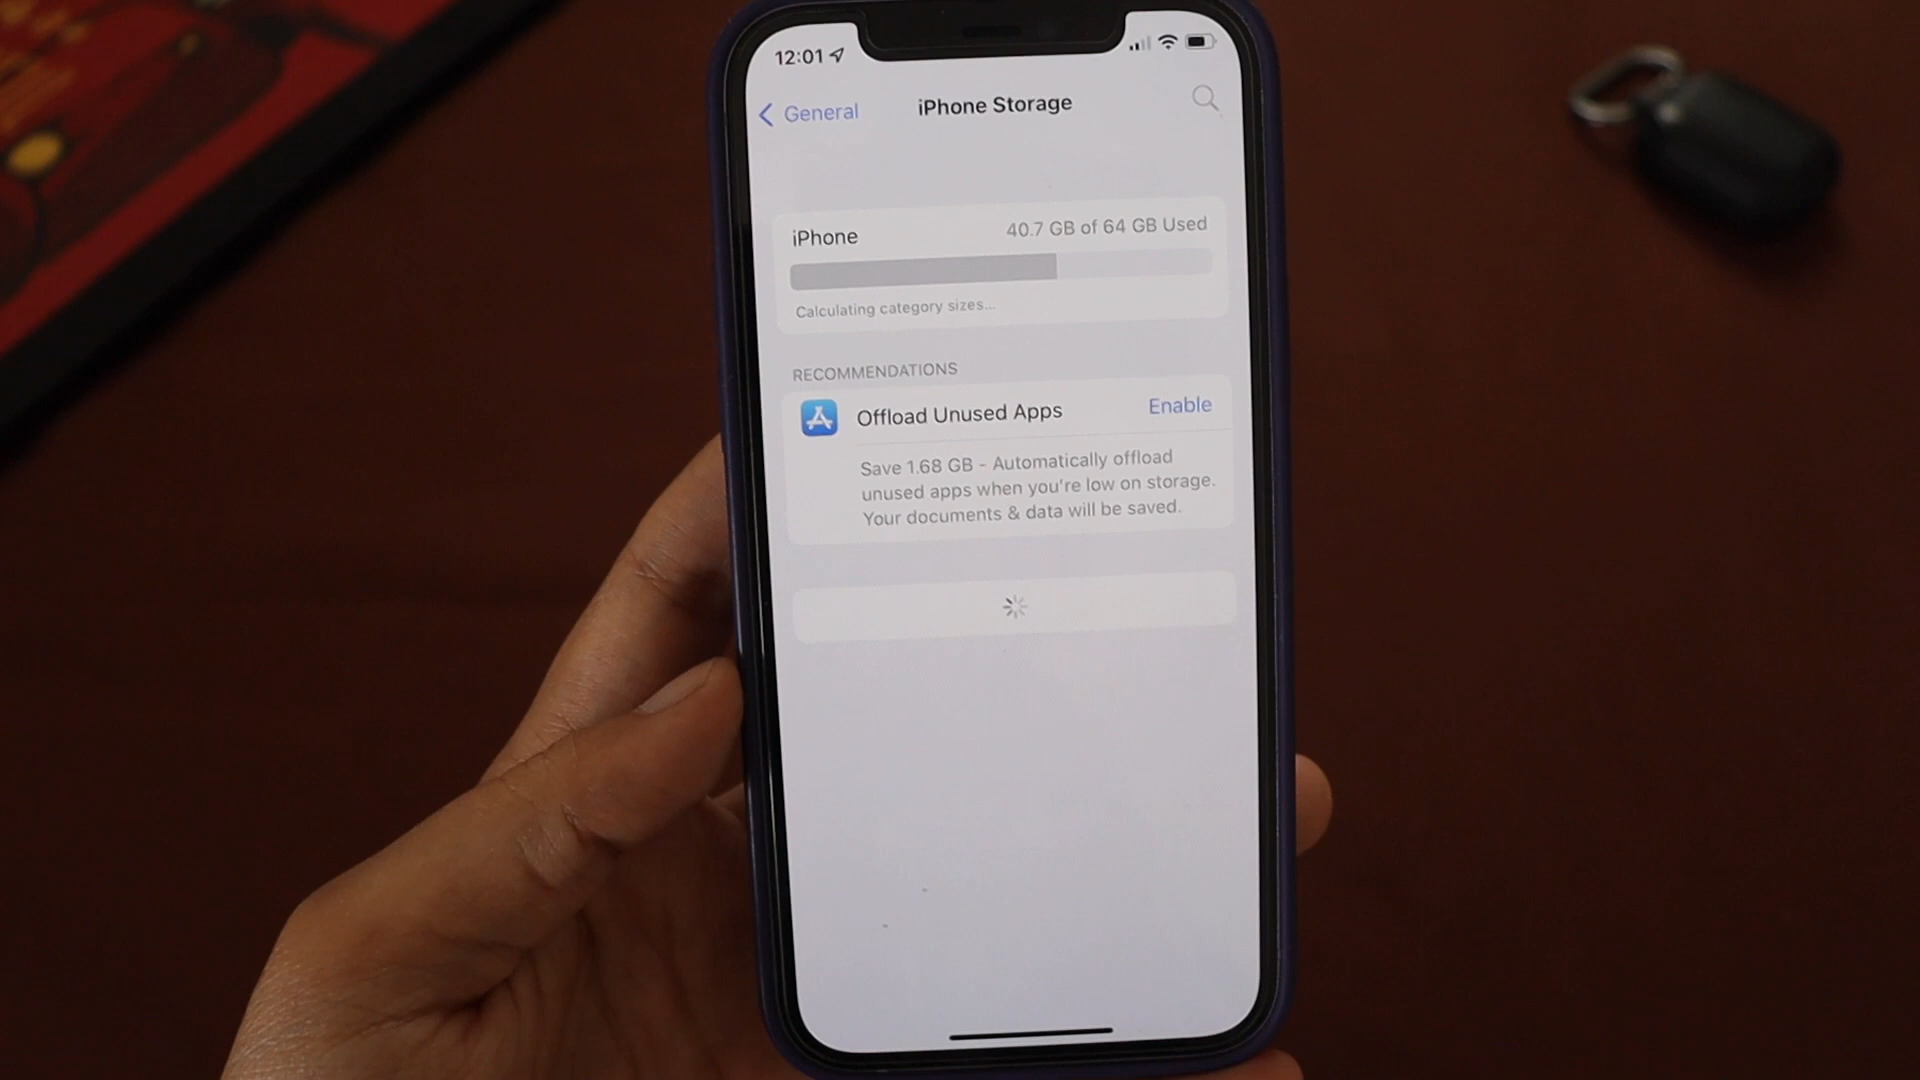 12:01
General
iPhone Storage
iPhone
40.7 GB of 64 GB Used
Calculating category sizes...
RECOMMENDATIONS
Offload Unused Apps
Enable
Save 1.68 GB - Automatically offload
unused apps when you're low on storage.
Your documents & data will be saved.